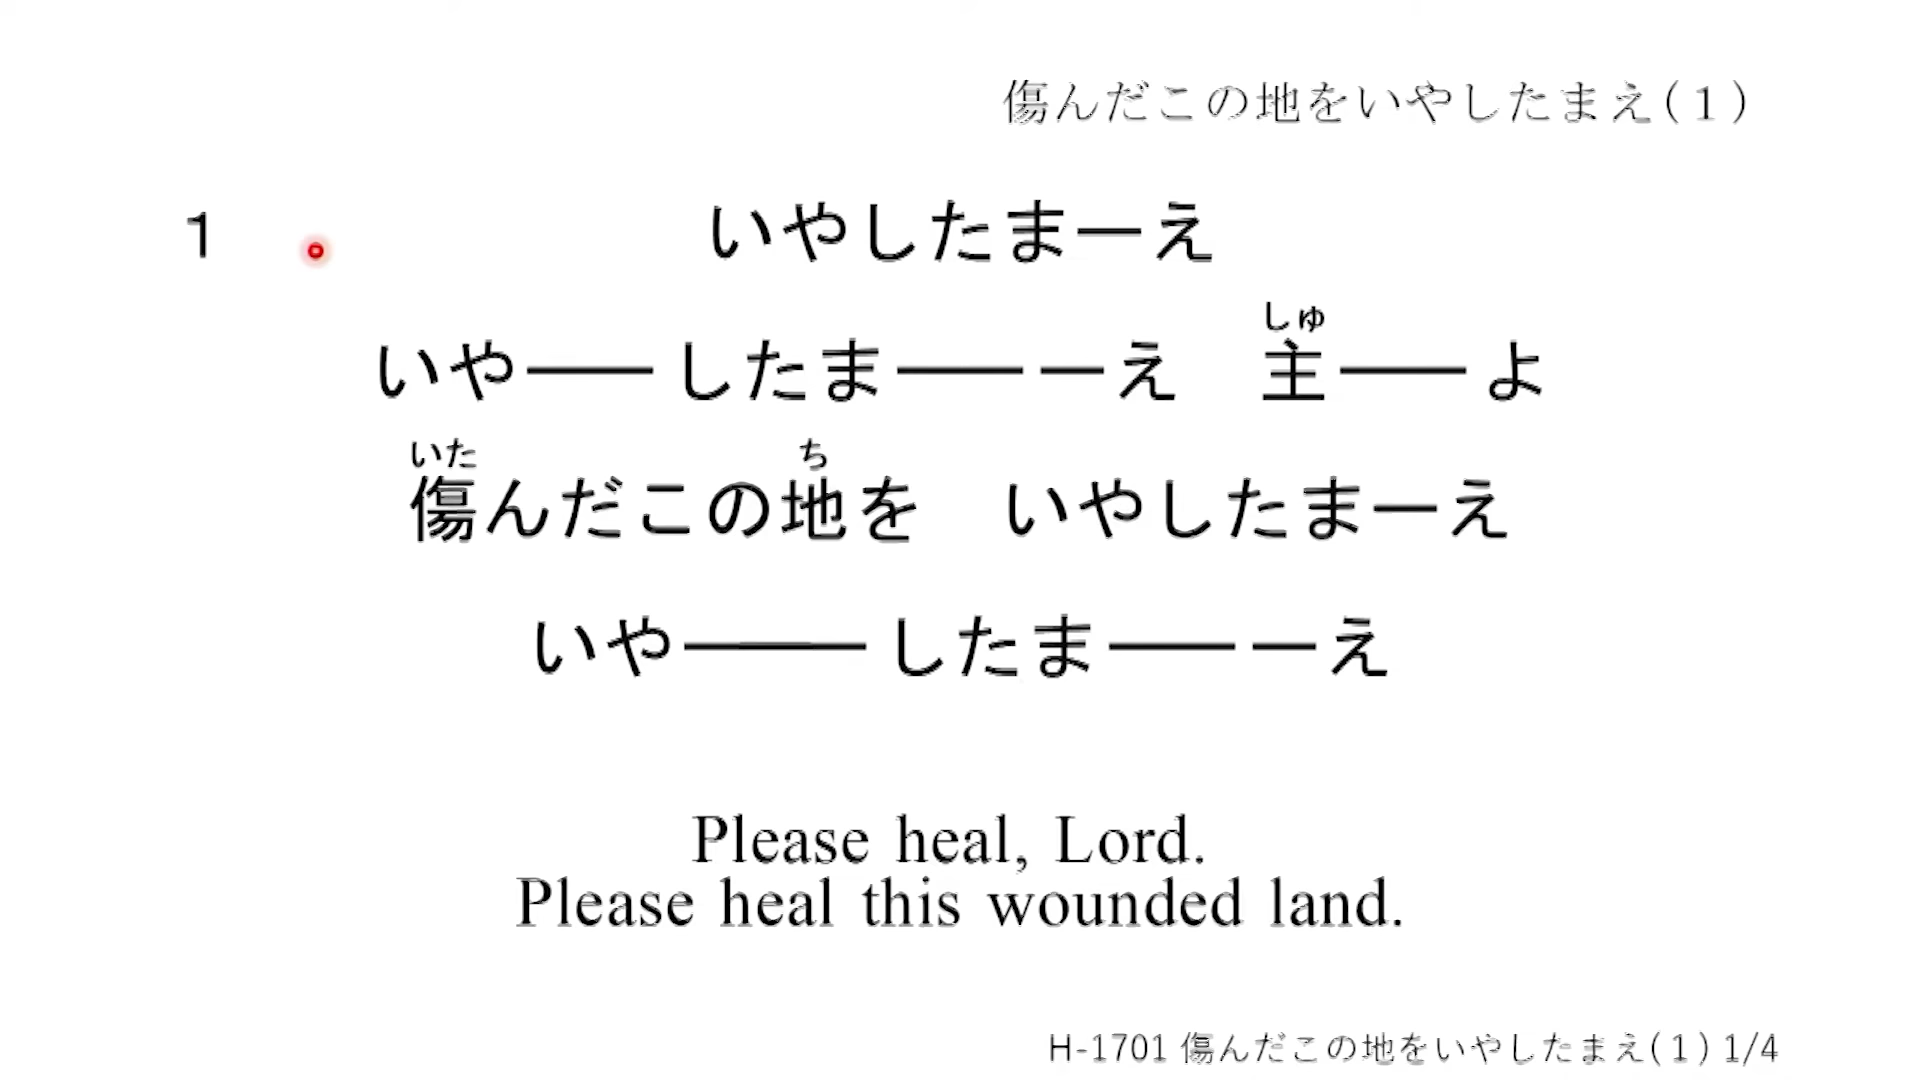 傷んだこの地をいやしたまえ(１)
1
いやしたまーえ
いや――したま――ーえ　主――よ
しゅ
傷んだこの地を　いやしたまーえ
いた
ち
いや―――したま――ーえ
Please heal, Lord.
Please heal this wounded land.
H-1701 傷んだこの地をいやしたまえ(１) 1/4